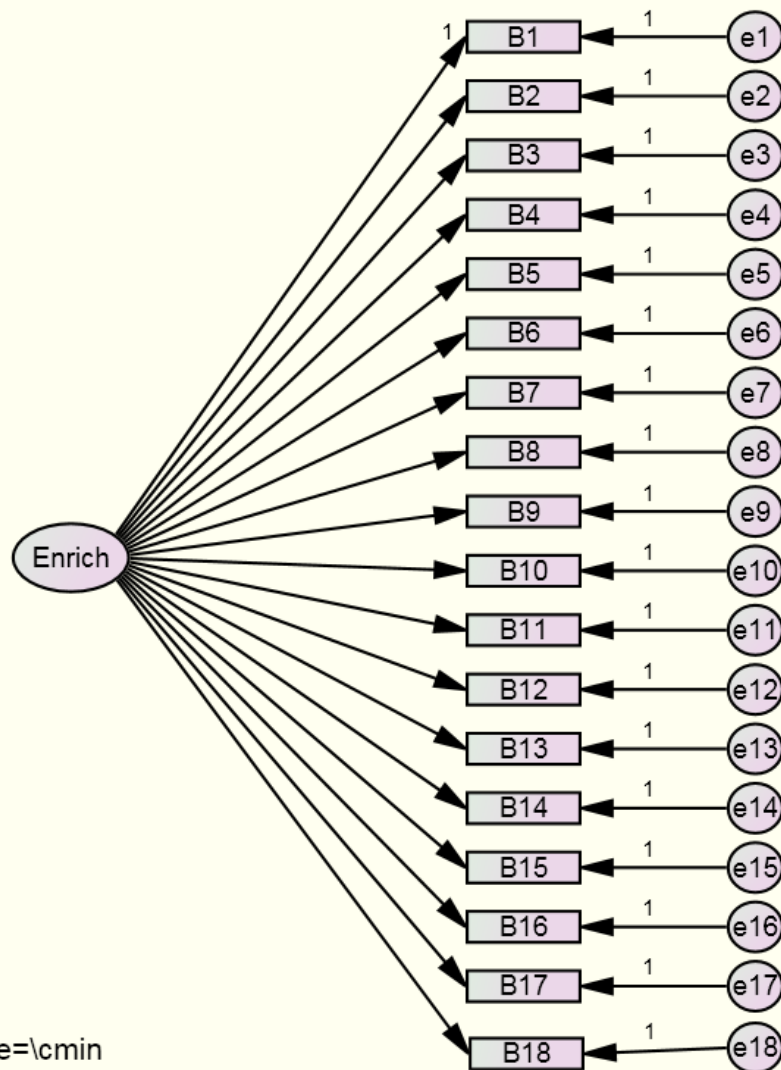 1 B1 1 e1
B2 1 e2
B3 1 e3
B4 1 e4
B5 1 e5
B6 1 e6
B7 1 e7
B8 1 e8
B9 1 e9
Enrich
B10 1 e10
B11 1 e11
B12 1 e12
B13 1 e13
B14 1 e14
B15 1 e15
B16 1 e16
B17 1 e17
B18 1 e18
e=\cmin